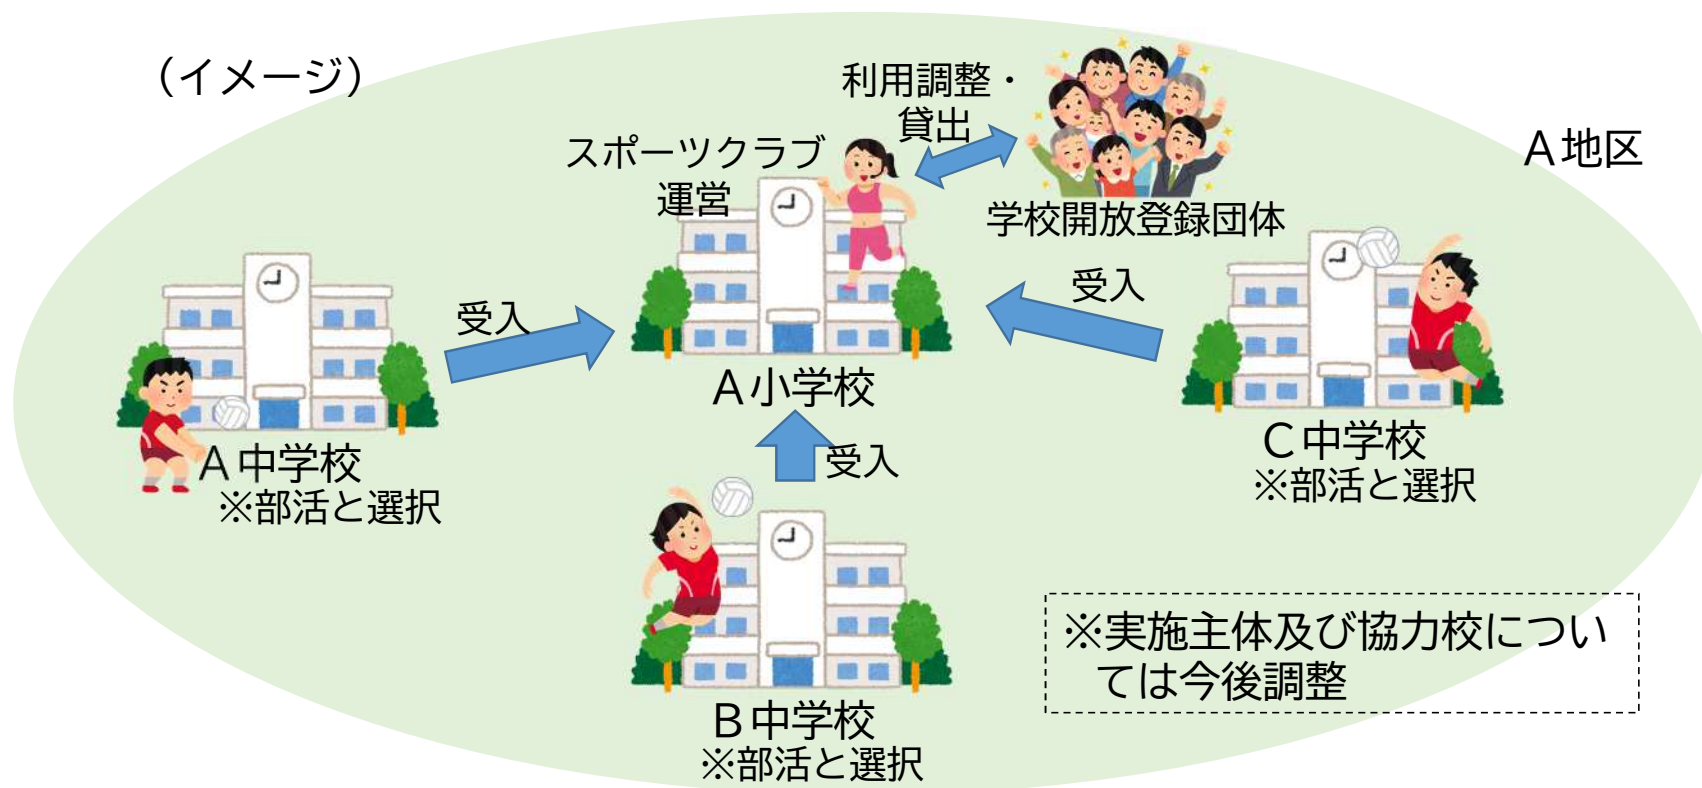 （イメージ）
利用調整・
貸出
スポーツクラブ
運営
Ａ地区
学校開放登録団体
受入
受入
Ａ小学校
受入
Ａ中学校
※部活と選択
Ｃ中学校
※部活と選択
Ｂ中学校
※部活と選択
※実施主体及び協力校につい
ては今後調整